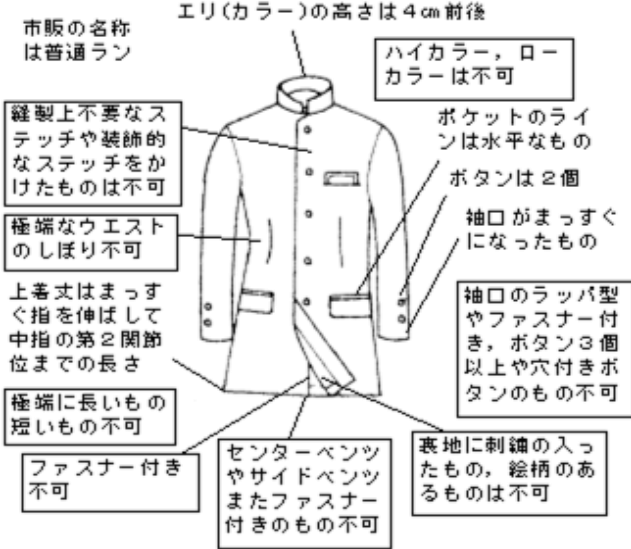 エリ(カラー)の高さは4㎝前後
市販の名称
は普通ラン
ハイカラー，ロー
カラーは不可
縫製上不要なス
テッチや装飾的
なステッチをか
けたものは不可
ポケットのライ
ンは水平なもの
ボタンは2個
極端なウエスト
のしぼり不可
袖口がまっすぐ
になったもの
上着丈はまっす
ぐ指を伸ばして
中指の第2関節
位までの長さ
袖口のラッパ型
やファスナー付
き，ボタン3個
以上や穴付きボ
タンのもの不可
極端に長いもの
短いもの不可
ファスナー付き
不可
センターベンツ
やサイドベンツ
またファスナー
付きのもの不可
裏地に刺繍の入っ
たもの，絵柄のあ
るものは不可